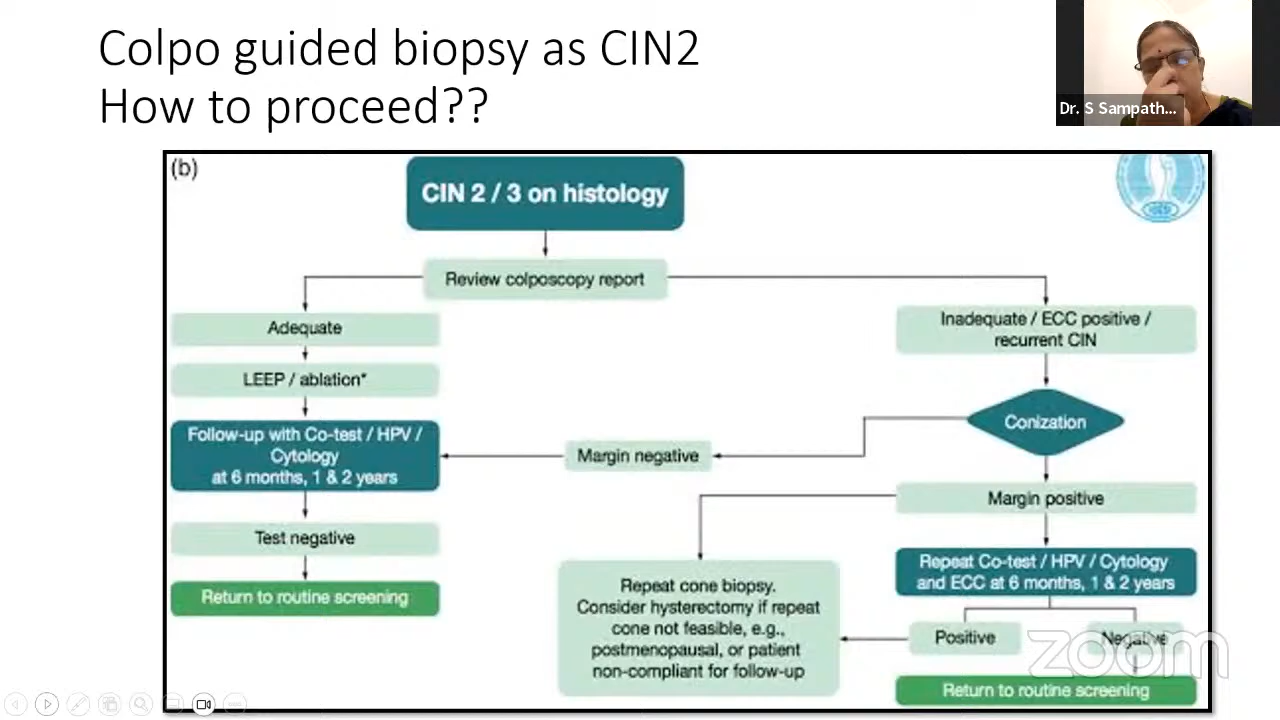 Colpo guided biopsy as CIN2
How to proceed??
Dr. S Sampath...
(b)
CIN 2 / 3 on histology
Review colposcopy report
Adequate
LEEP / ablation*
Follow-up with Co-test / HPV /
Cytology
at 6 months, 1 & 2 years
Test negative
Return to routine screening
Inadequate / ECC positive /
recurrent CIN
Conization
Margin negative
Margin positive
Repeat cone biopsy.
Consider hysterectomy if repeat
cone not feasible, e.g.,
postmenopausal, or patient
non-compliant for follow-up
Repeat Co-test / HPV / Cytology
and ECC at 6 months, 1 & 2 years
Positive
Negative
Return to routine screening
zoom